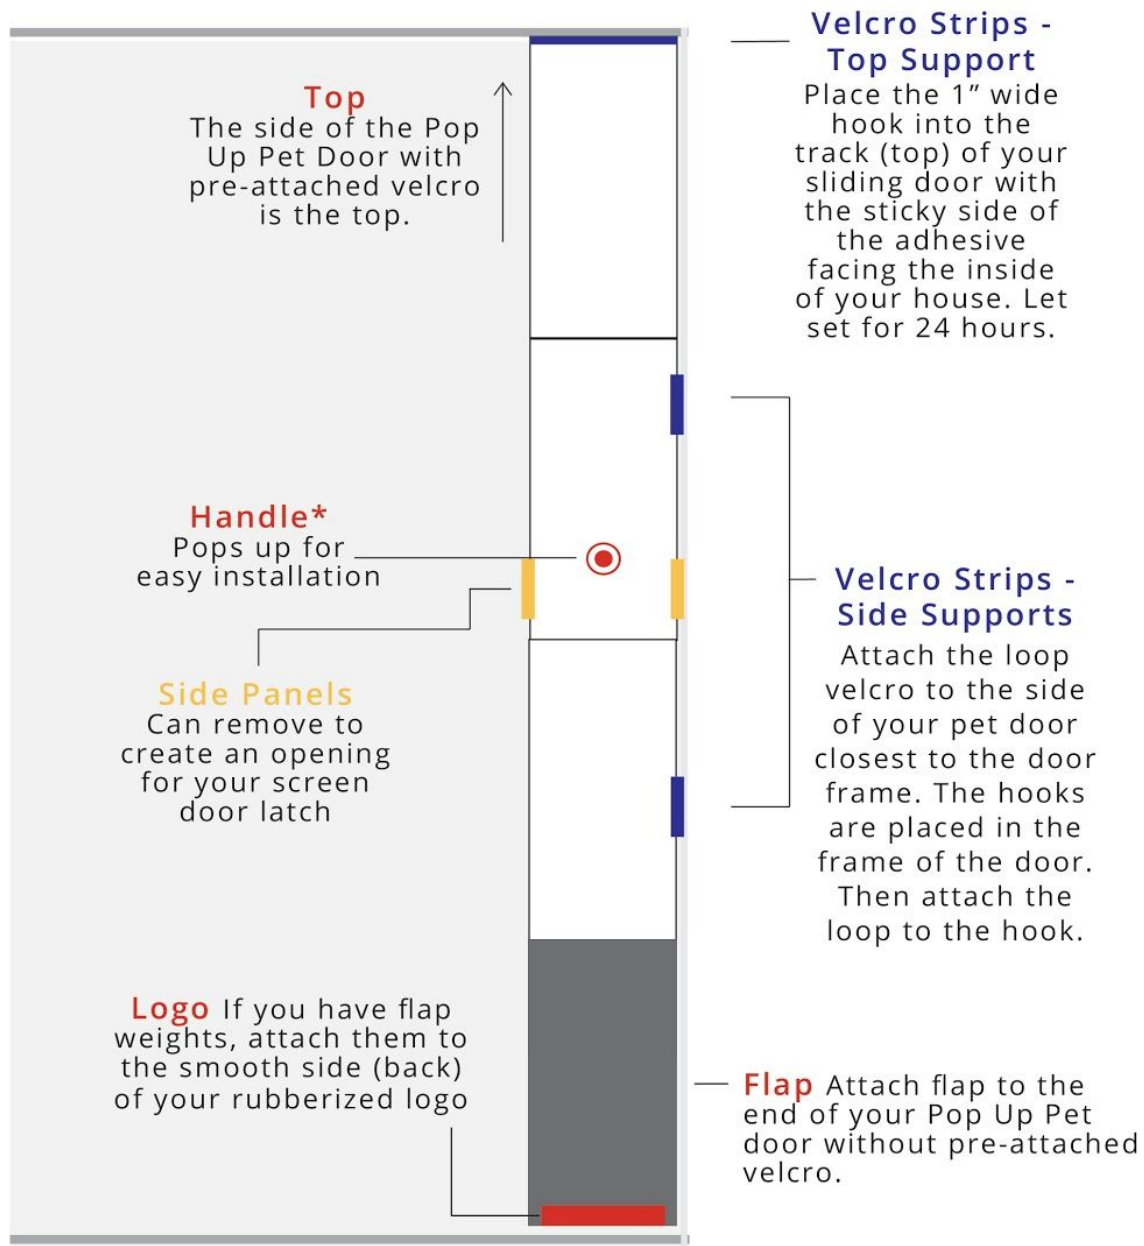 Velcro Strips -
Top Support
Place the 1” wide
hook into the
track (top) of your
sliding door with
the sticky side of
the adhesive
facing the inside
of your house. Let
set for 24 hours.
Top
The side of the Pop
Up Pet Door with
pre-attached velcro
is the top.
Handle*
Pops up for
easy installation
Side Panels
Can remove to
create an opening
for your screen
door latch
Velcro Strips -
Side Supports
Attach the loop
velcro to the side
of your pet door
closest to the door
frame. The hooks
are placed in the
frame of the door.
Then attach the
loop to the hook.
Logo If you have flap
weights, attach them to
the smooth side (back)
of your rubberized logo
Flap Attach flap to the
end of your Pop Up Pet
door without pre-attached
velcro.